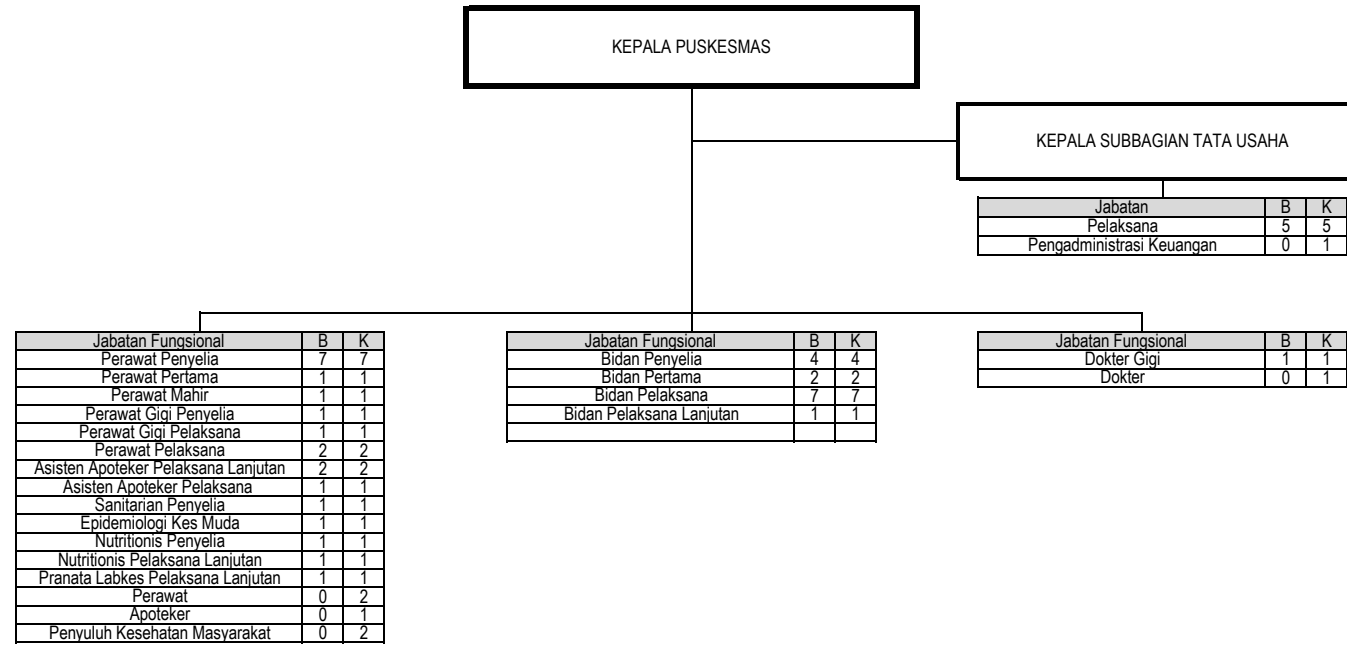 KEPALA PUSKESMAS
KEPALA SUBBAGIAN TATA USAHA
Jabatan B K
Pelaksana 5 5
Pengadministrasi Keuangan 0 1
Jabatan Fungsional B K
Perawat Penyelia 7 7
Perawat Pertama 1 1
Perawat Mahir 1 1
Perawat Gigi Penyelia 1 1
Perawat Gigi Pelaksana 1 1
Perawat Pelaksana 2 2
Asisten Apoteker Pelaksana Lanjutan 2 2
Asisten Apoteker Pelaksana 1 1
Sanitarian Penyelia 1 1
Epidemiologi Kes Muda 1 1
Nutritionis Penyelia 1 1
Nutritionis Pelaksana Lanjutan 1 1
Pranata Labkes Pelaksana Lanjutan 1 1
Perawat 0 2
Apoteker 0 1
Penyuluh Kesehatan Masyarakat 0 2
Jabatan Fungsional B K
Bidan Penyelia 4 4
Bidan Pertama 2 2
Bidan Pelaksana 7 7
Bidan Pelaksana Lanjutan 1 1
Jabatan Fungsional B K
Dokter Gigi 1 1
Dokter 0 1